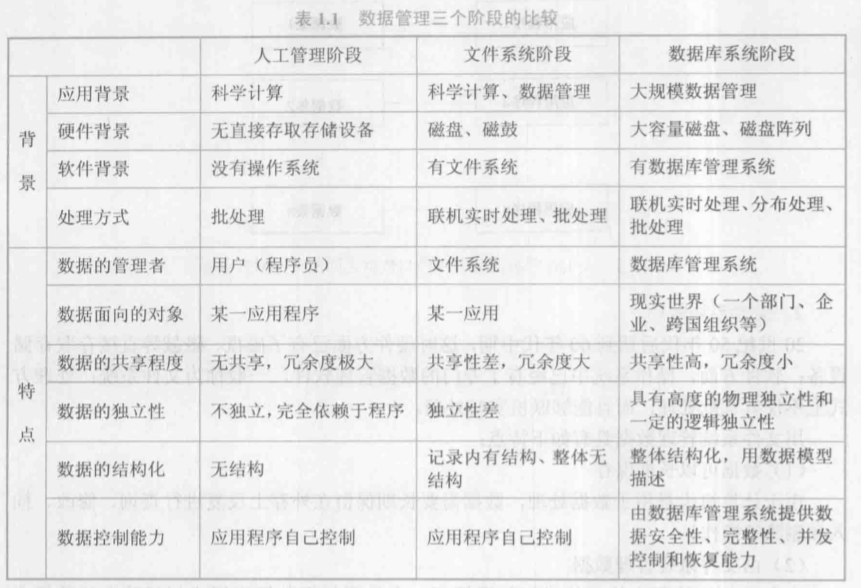 表 1.1 数据管理三个阶段的比较
人工管理阶段 文件系统阶段 数据库系统阶段
背景
应用背景 科学计算 科学计算、数据管理 大规模数据管理
硬件背景 无直接存取存储设备 磁盘、磁鼓 大容量磁盘、磁盘阵列
软件背景 没有操作系统 有文件系统 有数据库管理系统
处理方式 批处理 联机实时处理、批处理 联机实时处理、分布处理、
批处理
特点
数据的管理者 用户（程序员） 文件系统 数据库管理系统
数据面向的对象 某一应用程序 某一应用 现实世界（一个部门、企
业、跨国组织等）
数据的共享程度 无共享，冗余度极大 共享性差，冗余度大 共享性高，冗余度小
数据的独立性 不独立，完全依赖于程序 独立性差 具有高度的物理独立性和
一定的逻辑独立性
数据的结构化 无结构 记录内有结构、整体无
结构 整体结构化，用数据模型
描述
数据控制能力 应用程序自己控制 应用程序自己控制 由数据库管理系统提供数
据安全性、完整性、并发
控制和恢复能力